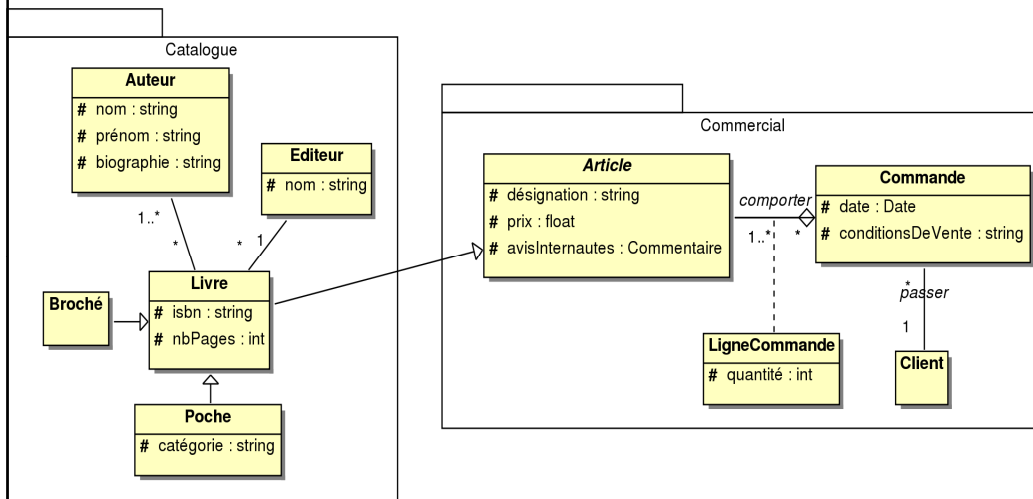 Catalogue
Auteur
# nom : string
# prénom : string
# biographie : string
Editeur
# nom : string
1..*
*
* 1
Livre
# isbn : string
# nbPages : int
Broché
Poche
# catégorie : string
Commercial
Article
# désignation : string
# prix : float
# avisInternautes : Commentaire
comporter
1..* *
Commande
# date : Date
# conditionsDeVente : string
*
passer
1
LigneCommande
# quantité : int
Client